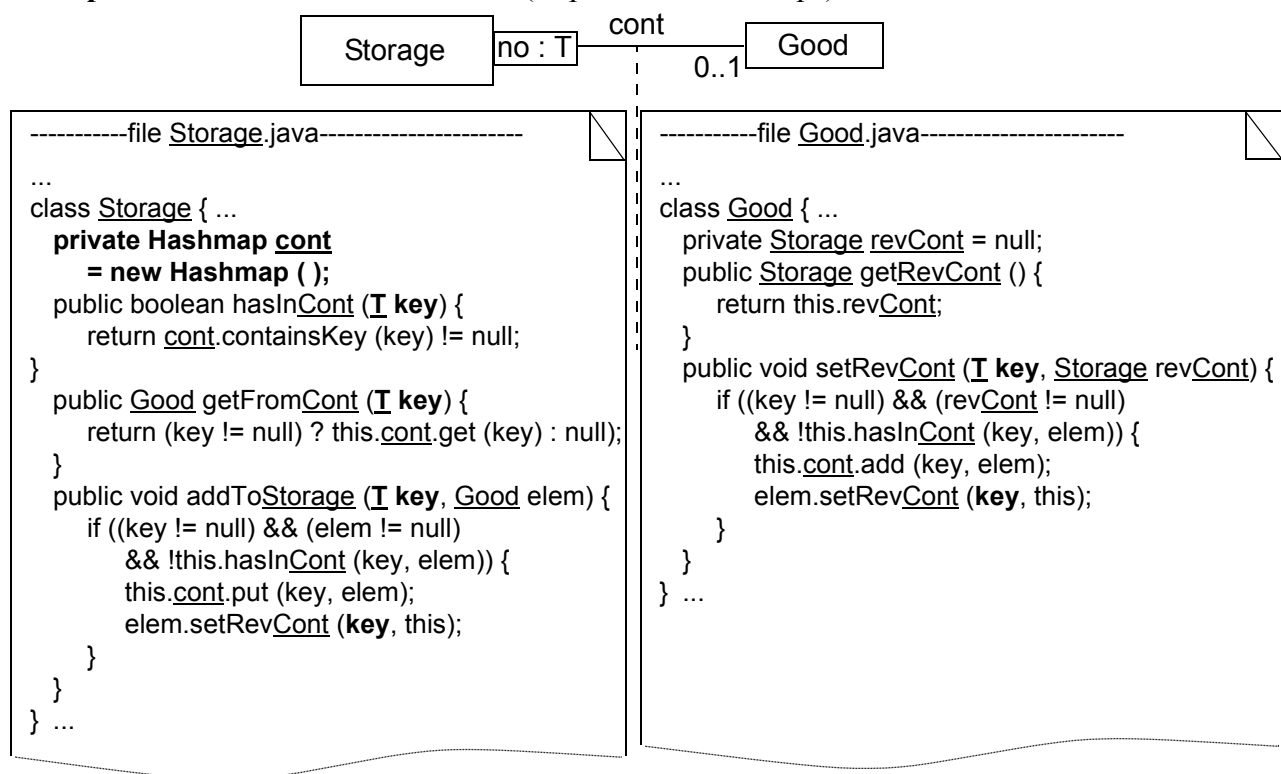 cont
Storage
no : T
Good
0..1
-----------file Storage.java-----------------------
...
class Storage { ...
private Hashmap cont
= new Hashmap ( );
public boolean hasInCont (T key) {
return cont.containsKey (key) != null;
}
public Good getFromCont (T key) {
return (key != null) ? this.cont.get (key) : null);
}
public void addToStorage (T key, Good elem) {
if ((key != null) && (elem != null)
&& !this.hasInCont (key, elem)) {
this.cont.put (key, elem);
elem.setRevCont (key, this);
}
}
} ...
-----------file Good.java-----------------------
...
class Good { ...
private Storage revCont = null;
public Storage getRevCont () {
return this.revCont;
}
public void setRevCont (T key, Storage revCont) {
if ((key != null) && (revCont != null)
&& !this.hasInCont (key, elem)) {
this.cont.add (key, elem);
elem.setRevCont (key, this);
}
}
} ...